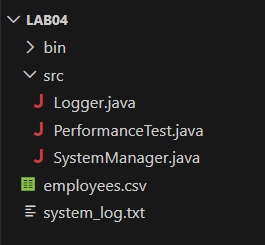 LAB04
bin
src
Logger.java
PerformanceTest.java
SystemManager.java
employees.csv
system_log.txt